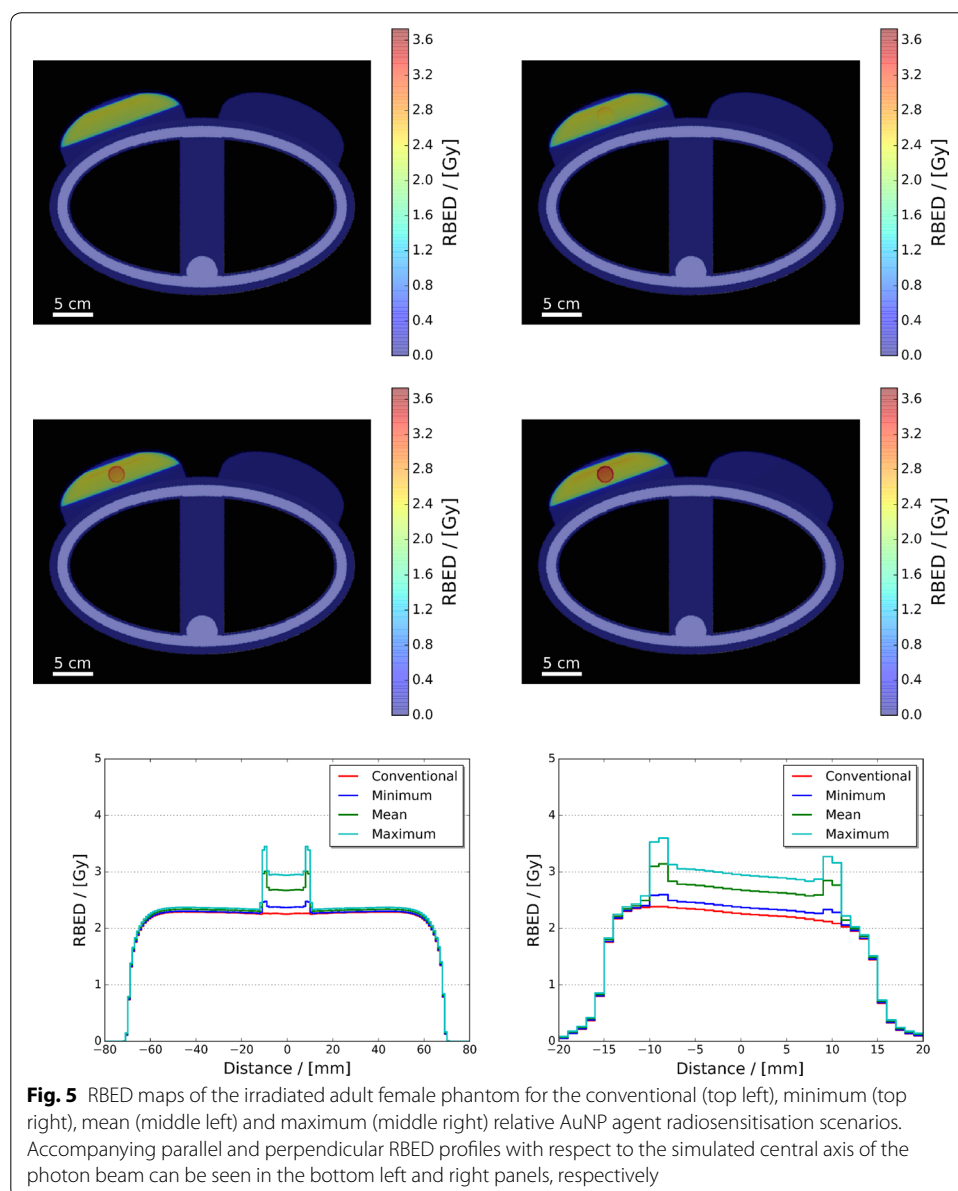 3.6
3.2
2.8
2.4
2.0
1.6
1.2
0.8
0.4
0.0
RBED / [Gy]
5 cm
3.6
3.2
2.8
2.4
2.0
1.6
1.2
0.8
0.4
0.0
RBED / [Gy]
5 cm
3.6
3.2
2.8
2.4
2.0
1.6
1.2
0.8
0.4
0.0
RBED / [Gy]
5 cm
3.6
3.2
2.8
2.4
2.0
1.6
1.2
0.8
0.4
0.0
RBED / [Gy]
5 cm
5
4
3
2
1
0
RBED / [Gy]
Conventional
Minimum
Mean
Maximum
−80 −60 −40 −20 0 20 40 60 80
Distance / [mm]
5
4
3
2
1
0
RBED / [Gy]
Conventional
Minimum
Mean
Maximum
−20 −15 −10 −5 0 5 10 15 20
Distance / [mm]
Fig. 5 RBED maps of the irradiated adult female phantom for the conventional (top left), minimum (top
right), mean (middle left) and maximum (middle right) relative AuNP agent radiosensitisation scenarios.
Accompanying parallel and perpendicular RBED profiles with respect to the simulated central axis of the
photon beam can be seen in the bottom left and right panels, respectively